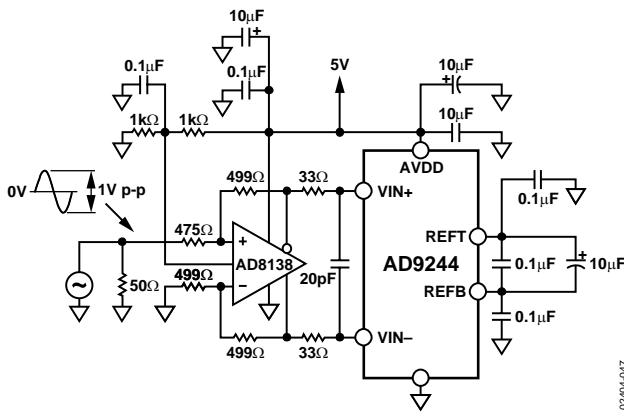 10μF
+
0.1μF
0.1μF
5V
10μF
+
10μF
1kΩ
1kΩ
AVDD
0V
1V p-p
499Ω
33Ω
VIN+
0.1μF
475Ω
+
AD8138
−
50Ω
499Ω
20pF
AD9244
REFT
REFB
0.1μF
+
10μF
0.1μF
499Ω
33Ω
VIN–
02404-047